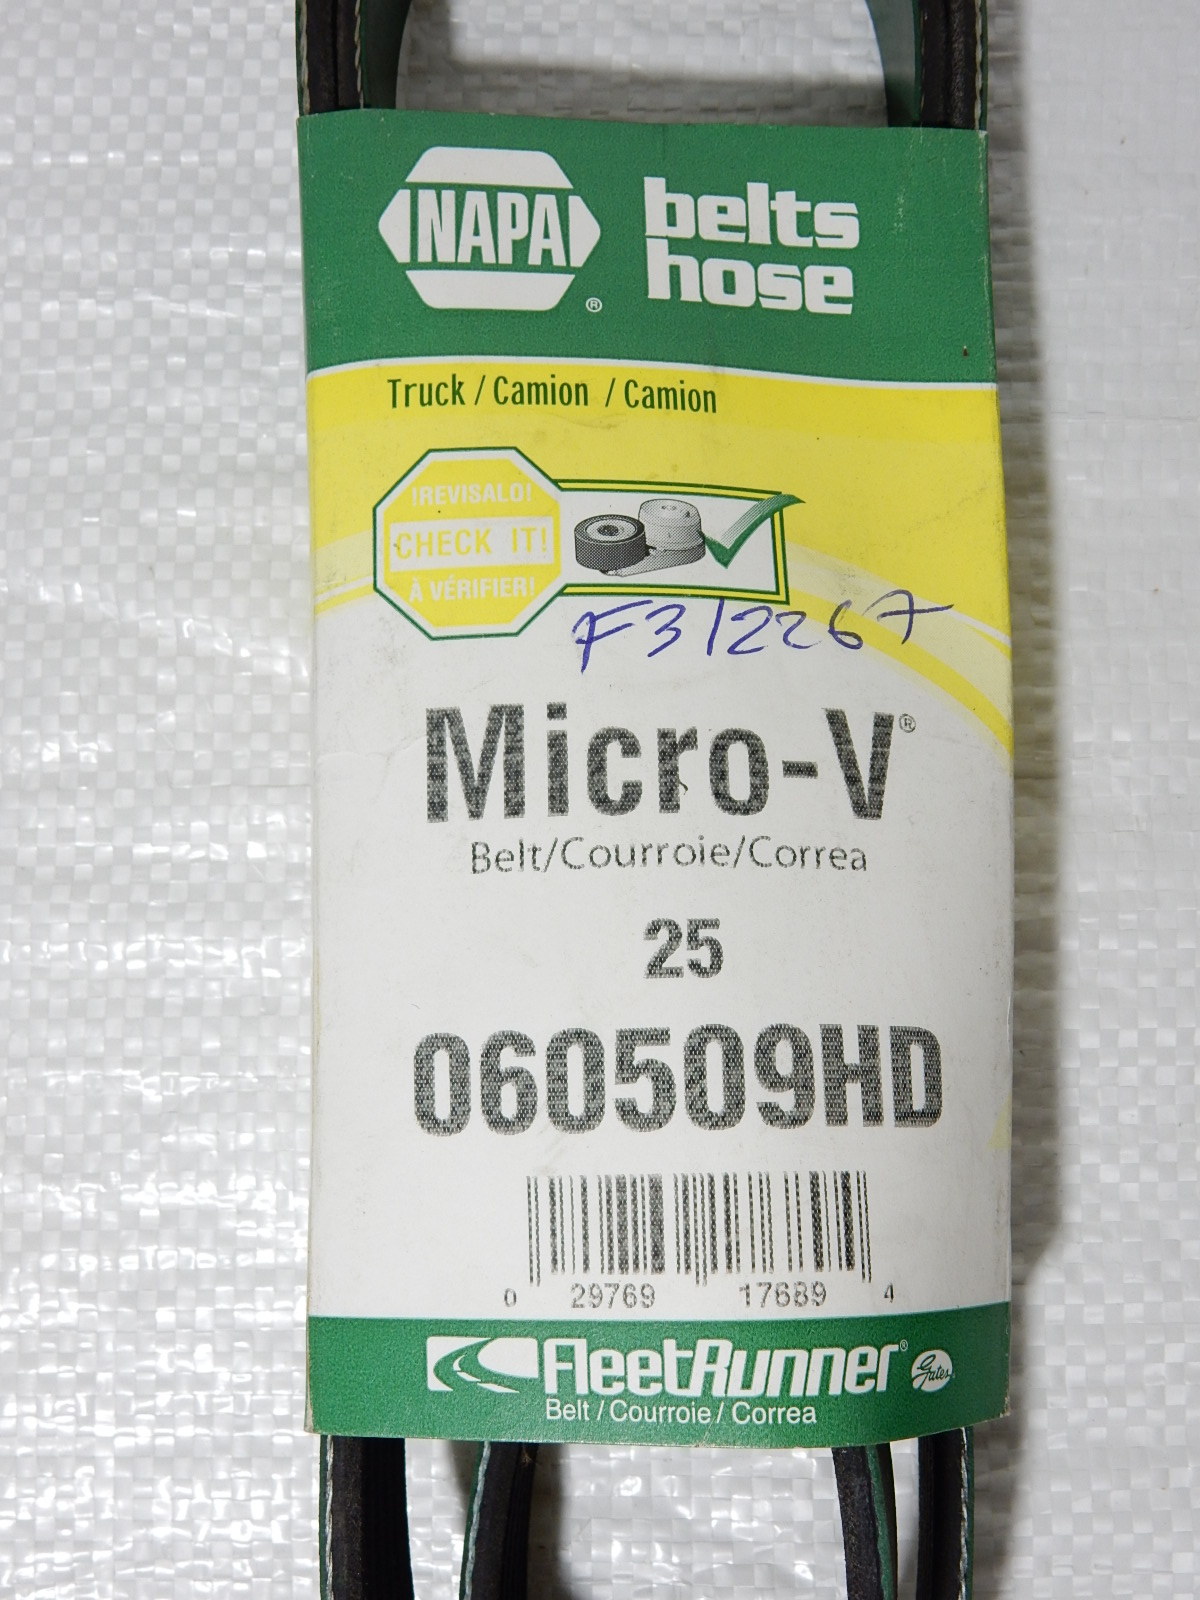 NAPA ®
belts
hose
Truck / Camion / Camion
¡REVISALO!
CHECK IT!
À VÉRIFIER!
F312267
Micro-V®
Belt/Courroie/Correa
25
060509HD
0 29769 17689 4
FleetRunner® Gates
Belt / Courroie / Correa